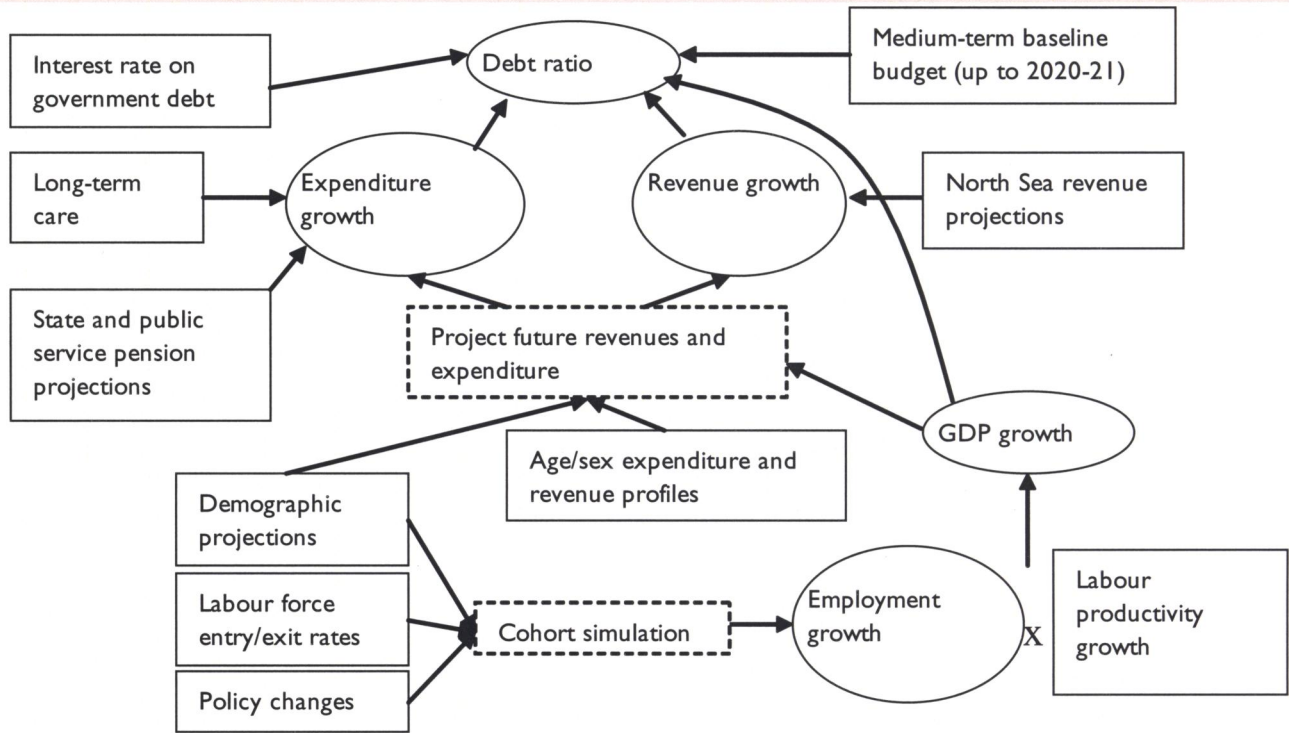 Interest rate on
government debt
Debt ratio
Medium-term baseline
budget (up to 2020-21)
Long-term
care
Expenditure
growth
Revenue growth
North Sea revenue
projections
State and public
service pension
projections
Project future revenues and
expenditure
GDP growth
Age/sex expenditure and
revenue profiles
Demographic
projections
Labour force
entry/exit rates
Policy changes
Cohort simulation
Employment
growth
X
Labour
productivity
growth